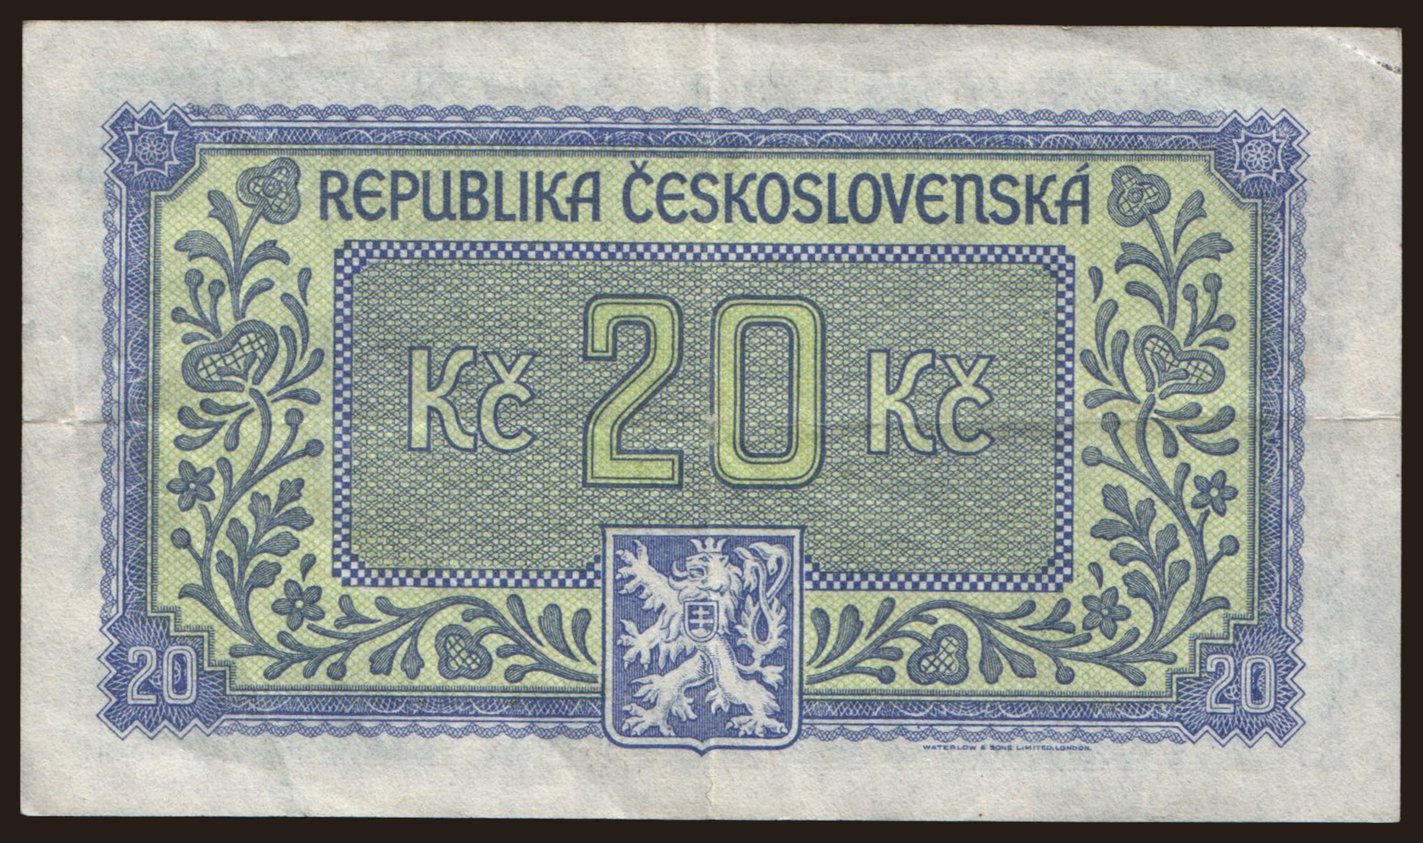 REPUBLIKA ČESKOSLOVENSKÁ
Kč 20 Kč
20
20
WATERLOW & SONS LIMITED, LONDON.